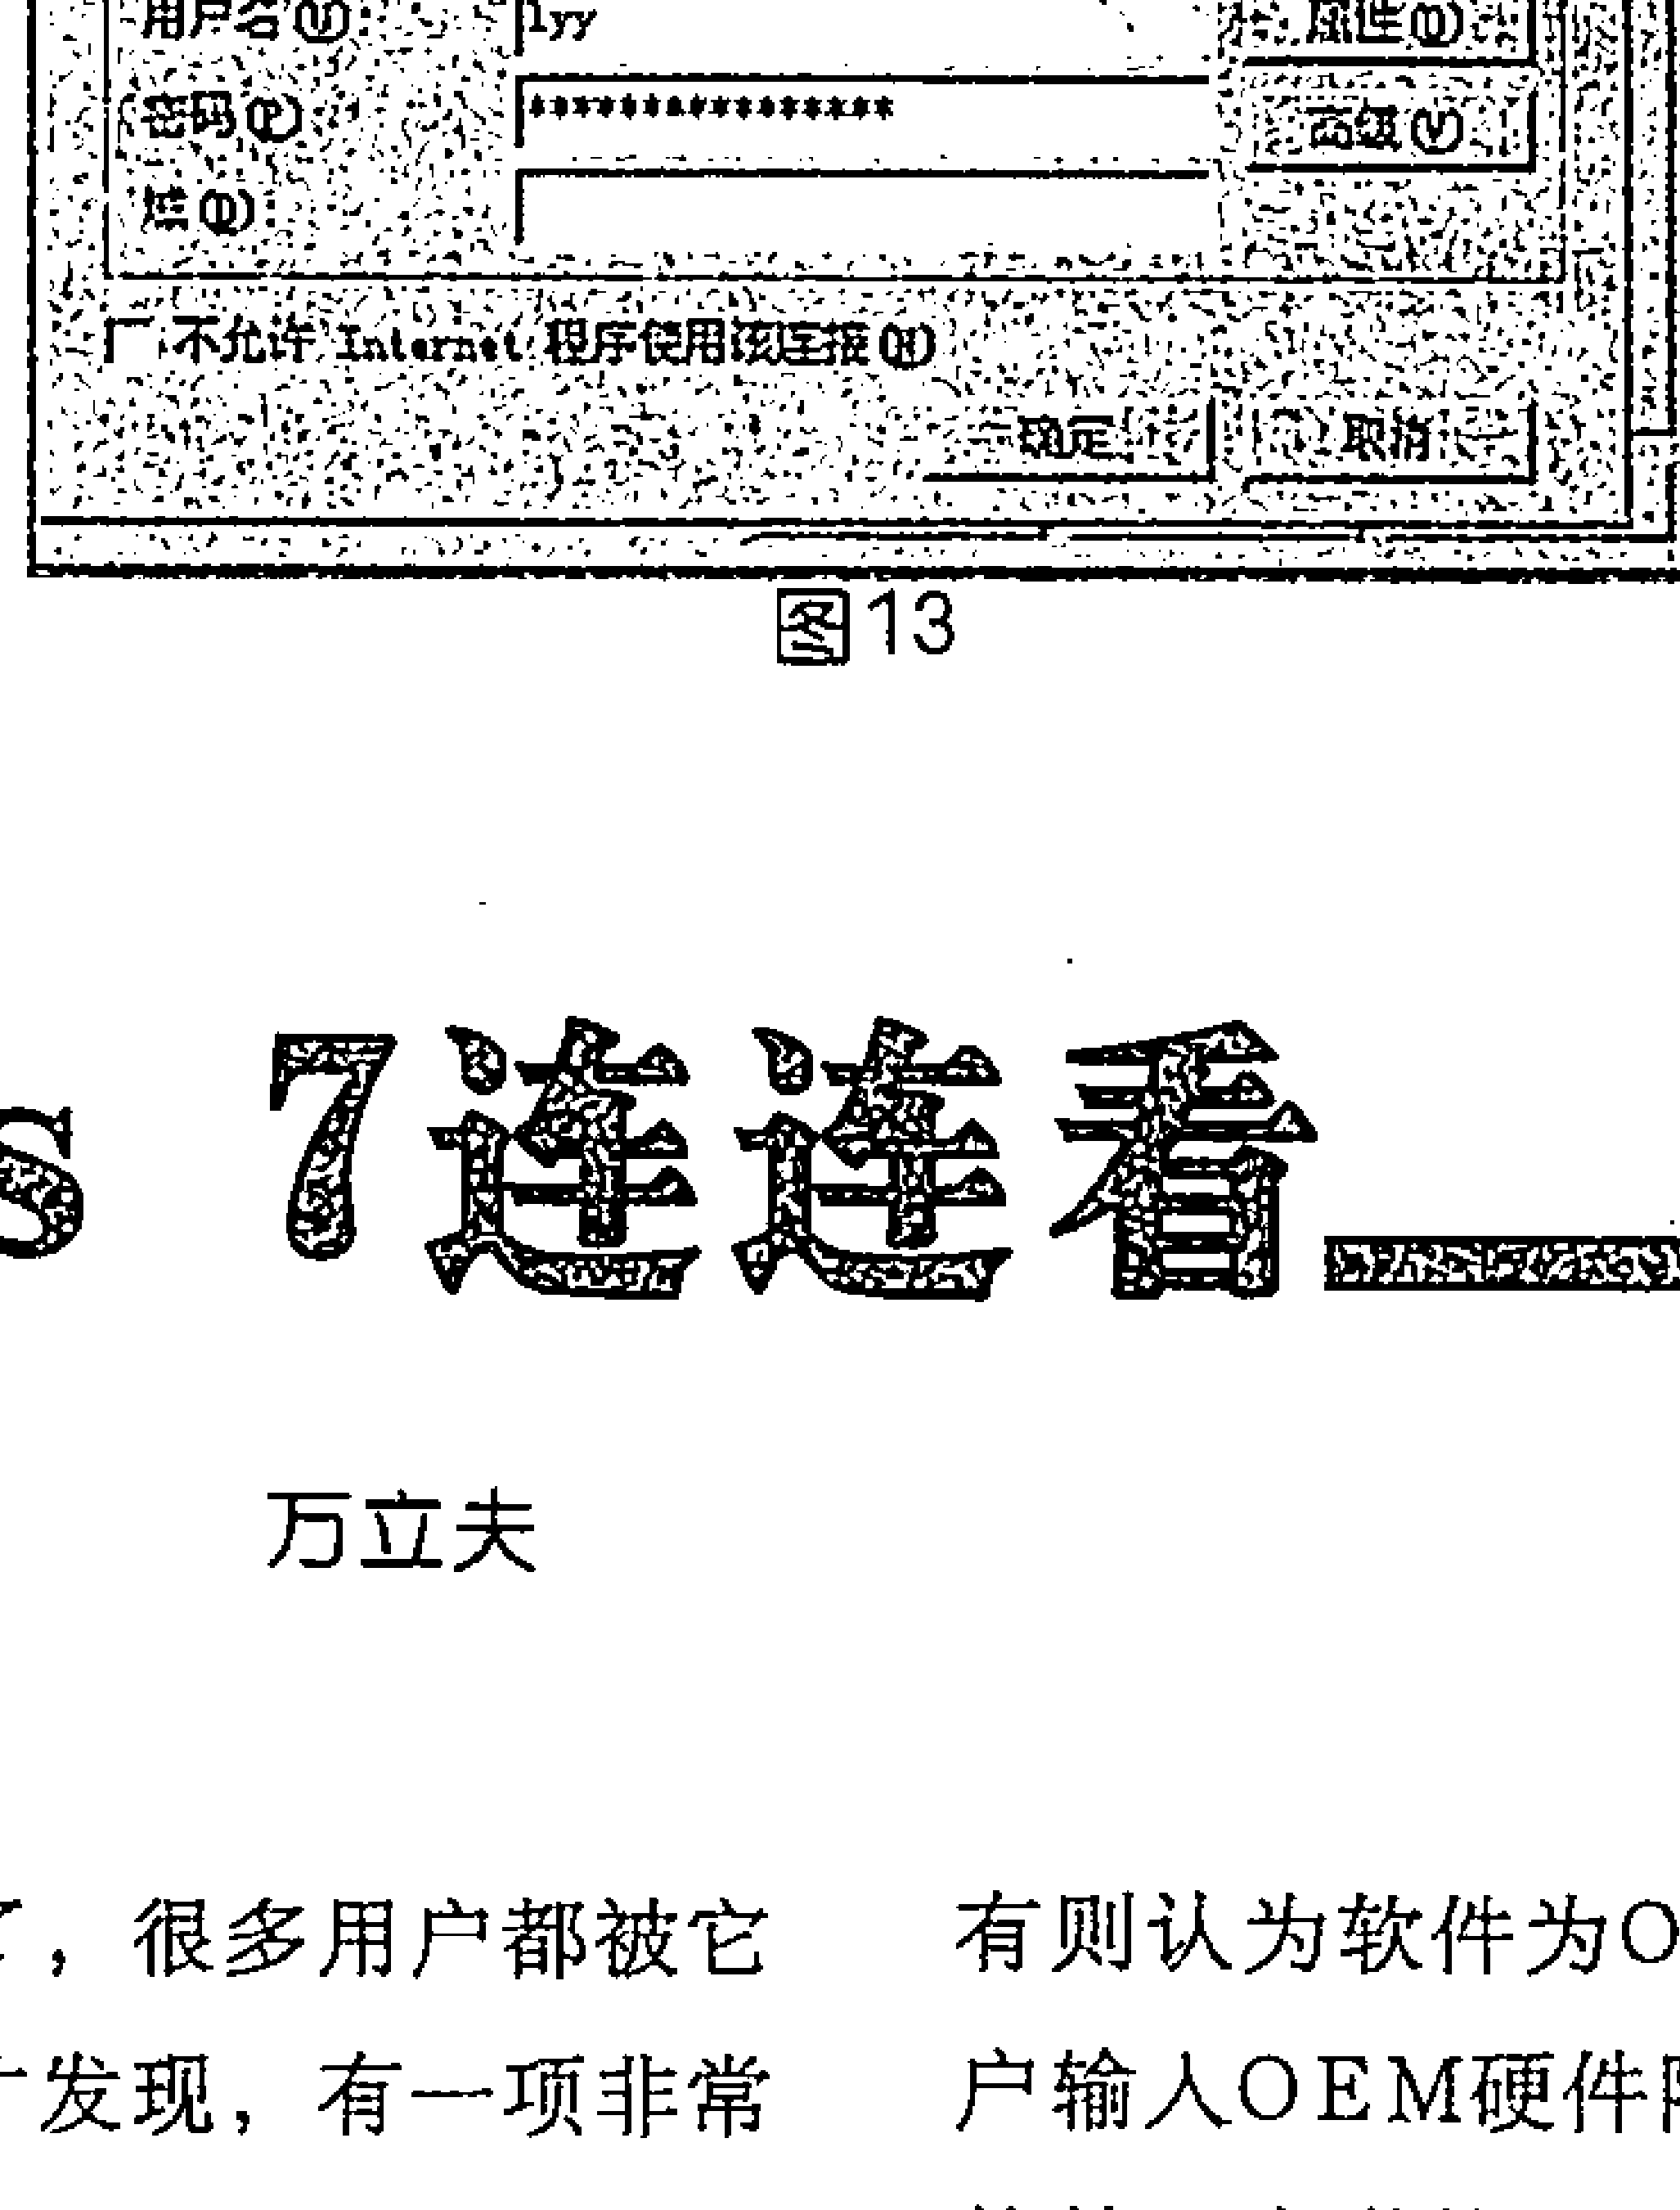 用户名(S) lyy 属性(B)
密码(P) **************** 高级(V)
域(D)
不允许 Internet 程序使用该连接(H)
确定 取消
图13
s 7连连看
万立夫
，很多用户都被它
发现，有一项非常
有则认为软件为O
户输入OEM硬件